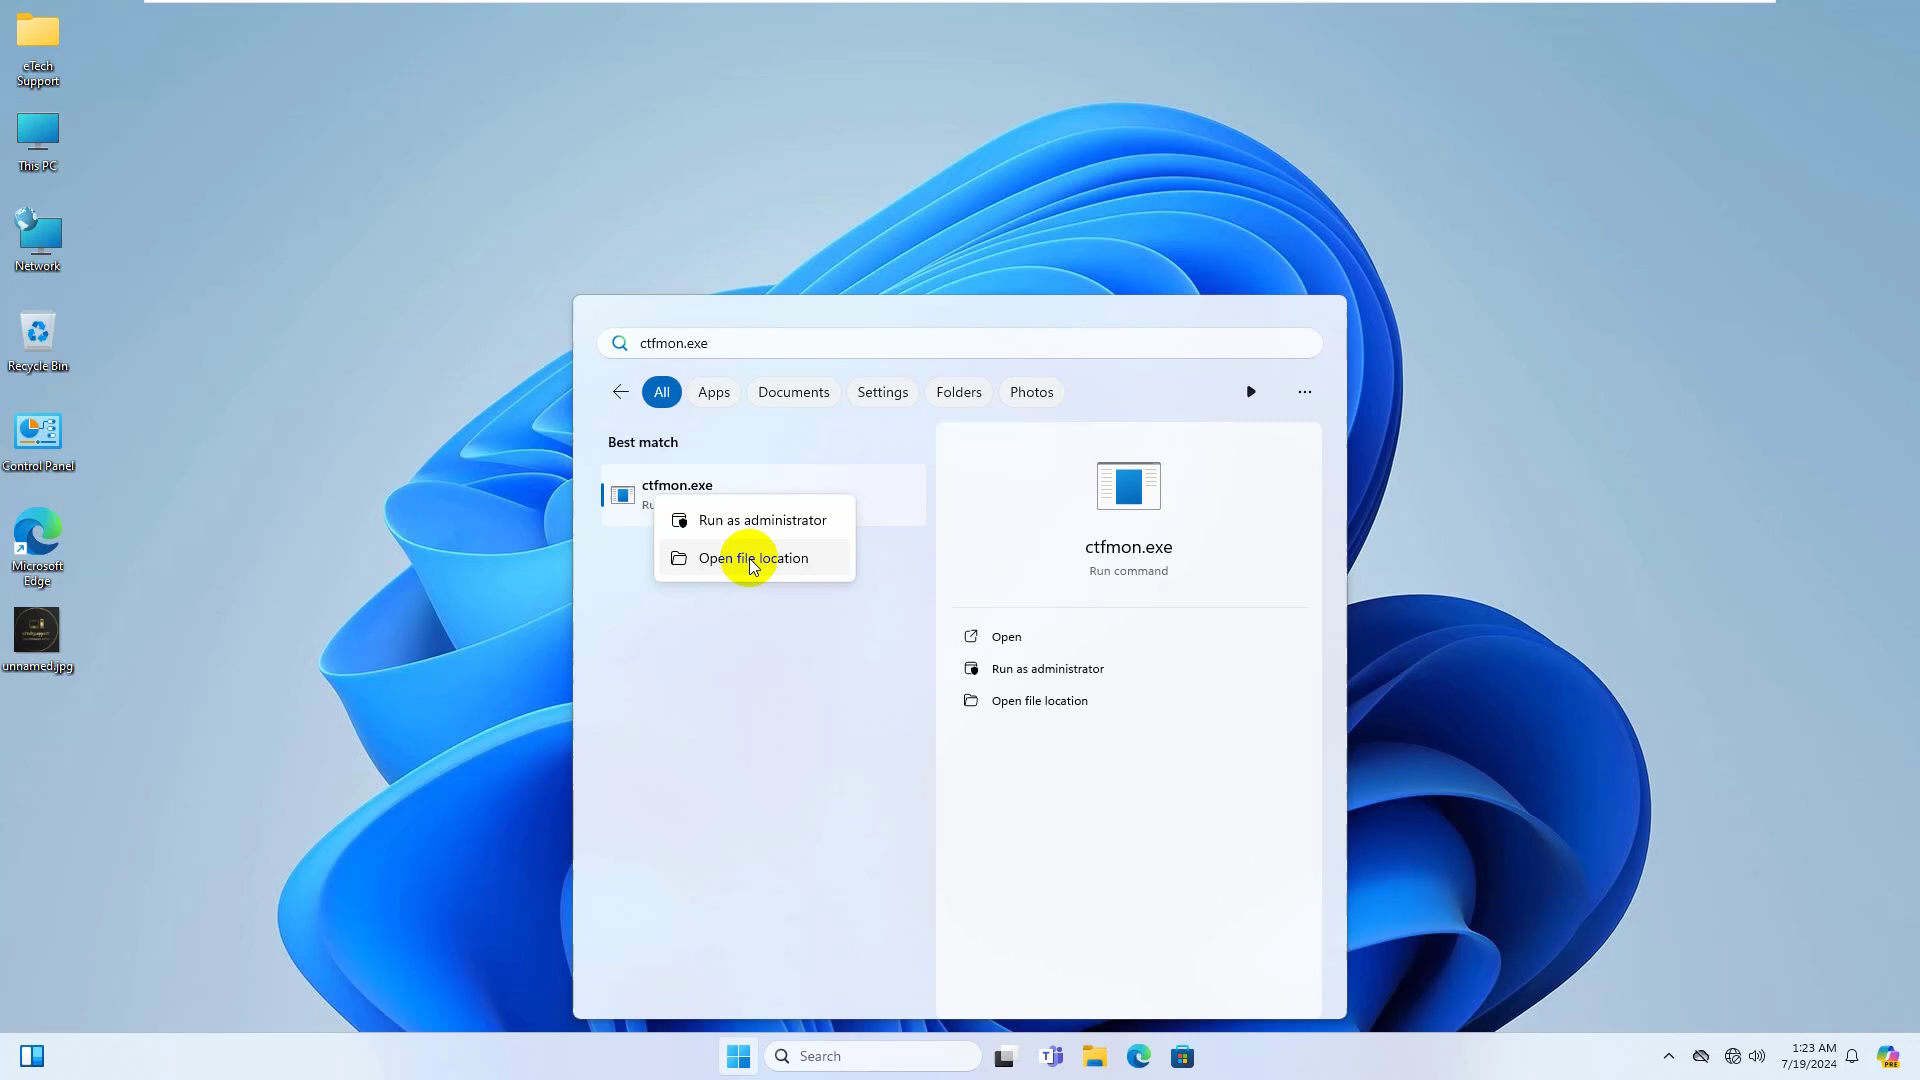 eTech
Support
This PC
Network
Recycle Bin
Control Panel
Microsoft
Edge
unnamed.jpg
ctfmon.exe
All
Apps
Documents
Settings
Folders
Photos
Best match
ctfmon.exe
Run as administrator
Open file location
ctfmon.exe
Run command
Open
Run as administrator
Open file location
Search
1:23 AM
7/19/2024
PRE